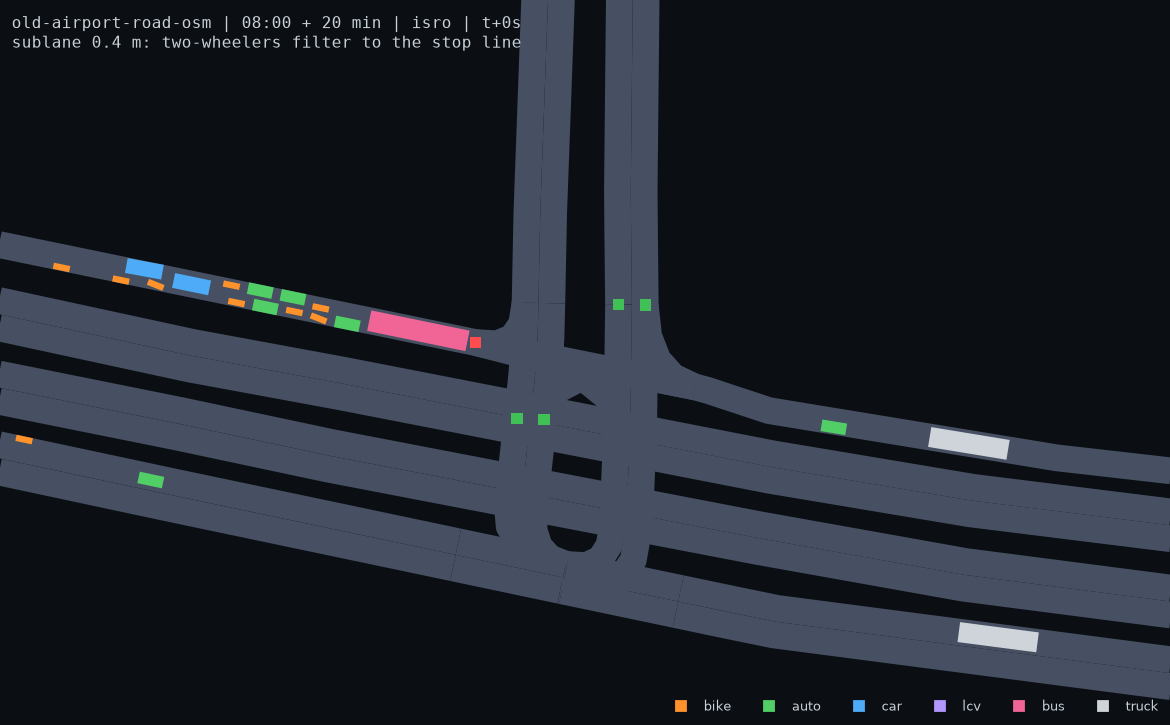 old-airport-road-osm | 08:00 + 20 min | isro | t+0s
sublane 0.4 m: two-wheelers filter to the stop line
bike auto car lcv bus truck